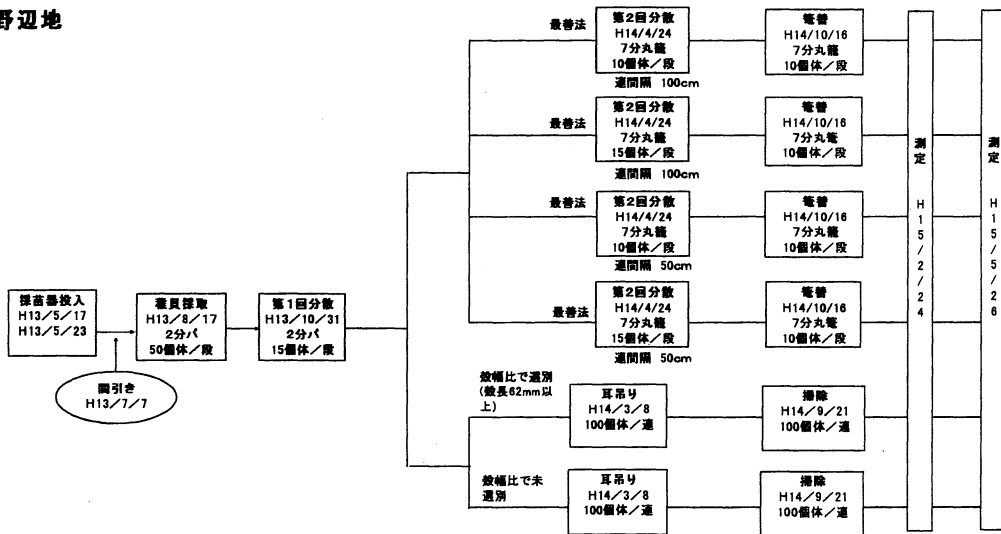 野辺地
採苗器投入
H13/5/17
H13/5/23
間引き
H13/7/7
稚貝採取
H13/8/17
2分パ
50個体/段
第1回分散
H13/10/31
2分パ
15個体/段
最善法
第2回分散
H14/4/24
7分丸籠
10個体/段
連間隔 100cm
篭替
H14/10/16
7分丸籠
10個体/段
最善法
第2回分散
H14/4/24
7分丸籠
15個体/段
連間隔 100cm
篭替
H14/10/16
7分丸篭
10個体/段
最善法
第2回分散
H14/4/24
7分丸籠
10個体/段
連間隔 50cm
篭替
H14/10/16
7分丸籠
10個体/段
最善法
第2回分散
H14/4/24
7分丸籠
15個体/段
連間隔 50cm
篭替
H14/10/16
7分丸篭
10個体/段
殻幅比で選別
(殻長62mm以
上)
耳吊り
H14/3/8
100個体/連
掃除
H14/9/21
100個体/連
殻幅比で未
選別
耳吊り
H14/3/8
100個体/連
掃除
H14/9/21
100個体/連
測定 H15/2/24
測定 H15/5/26